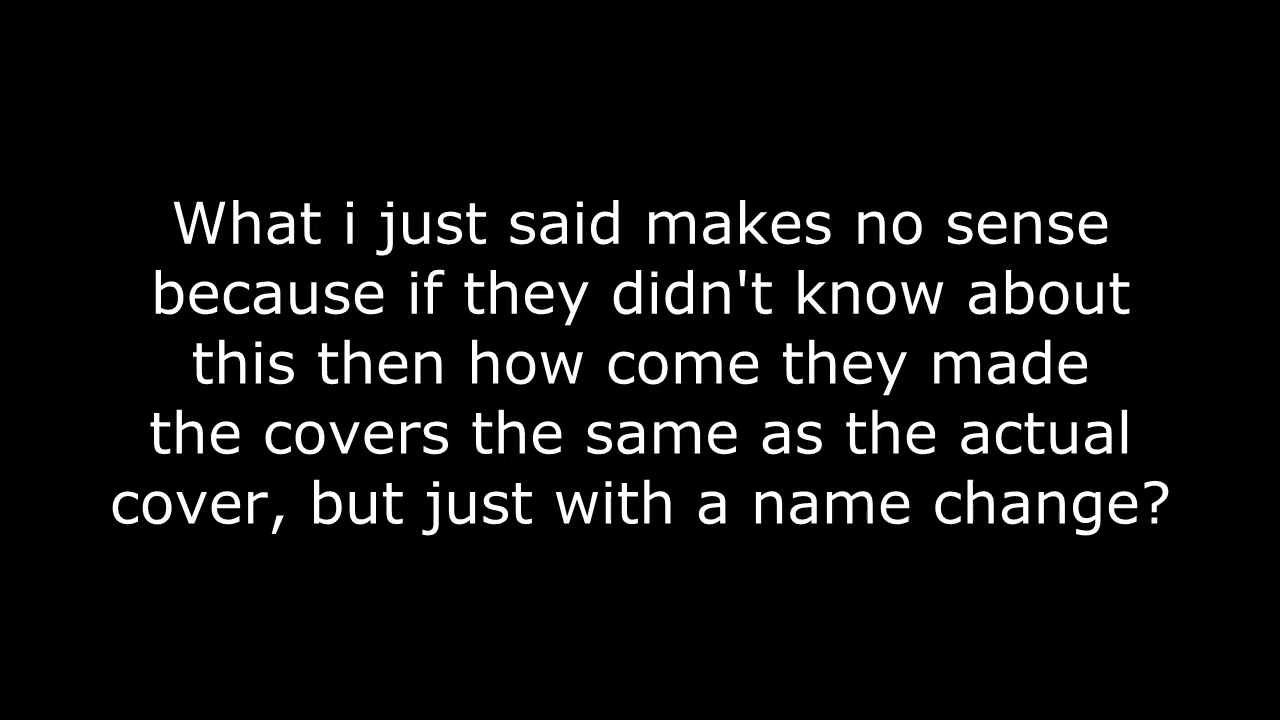 What i just said makes no sense
because if they didn't know about
this then how come they made
the covers the same as the actual
cover, but just with a name change?